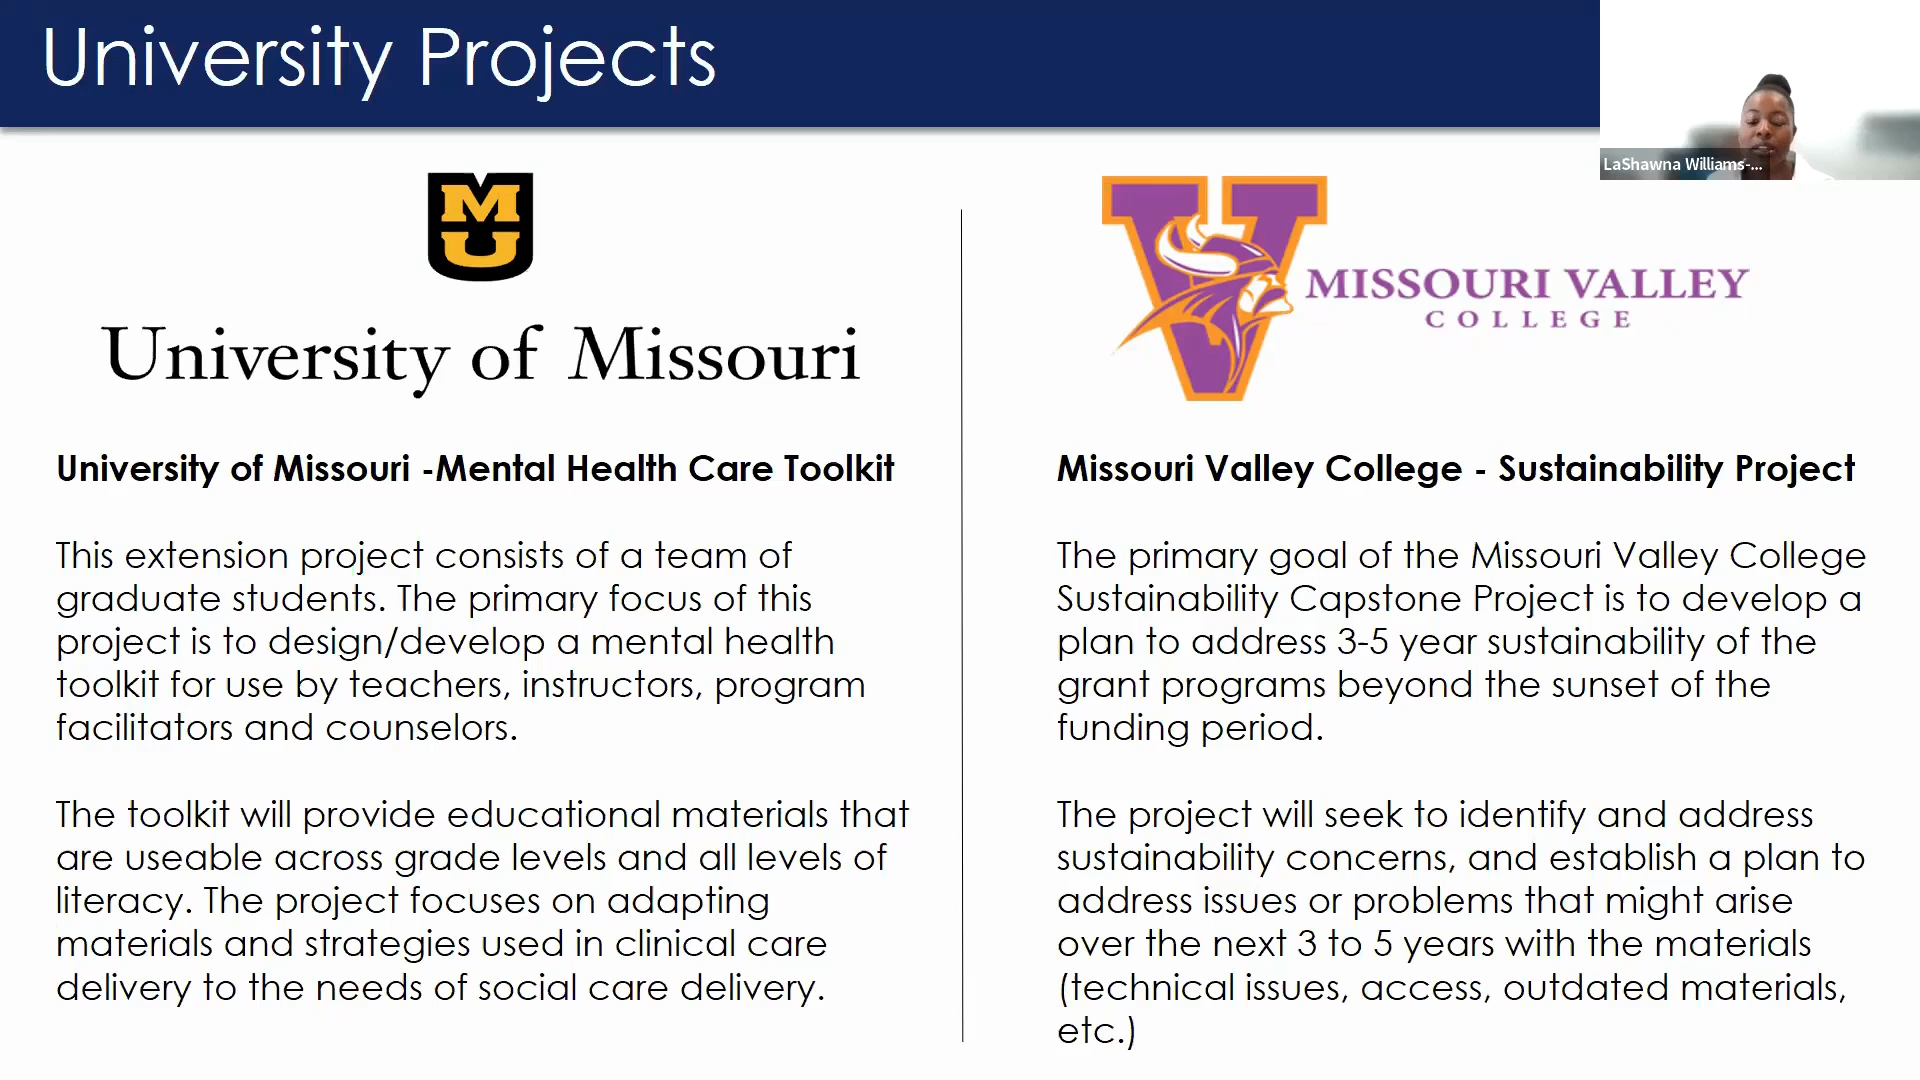 University Projects
LaShawna Williams-...
MU
University of Missouri
University of Missouri -Mental Health Care Toolkit
This extension project consists of a team of
graduate students. The primary focus of this
project is to design/develop a mental health
toolkit for use by teachers, instructors, program
facilitators and counselors.
The toolkit will provide educational materials that
are useable across grade levels and all levels of
literacy. The project focuses on adapting
materials and strategies used in clinical care
delivery to the needs of social care delivery.
V
MISSOURI VALLEY
COLLEGE
Missouri Valley College - Sustainability Project
The primary goal of the Missouri Valley College
Sustainability Capstone Project is to develop a
plan to address 3-5 year sustainability of the
grant programs beyond the sunset of the
funding period.
The project will seek to identify and address
sustainability concerns, and establish a plan to
address issues or problems that might arise
over the next 3 to 5 years with the materials
(technical issues, access, outdated materials,
etc.)